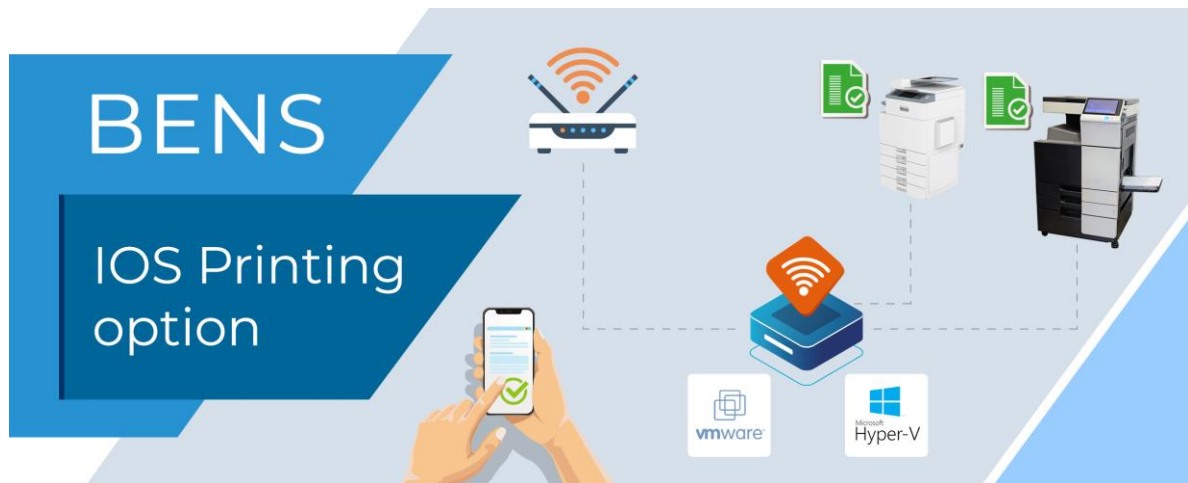 BENS
IOS Printing
option
vmware
Microsoft
Hyper-V